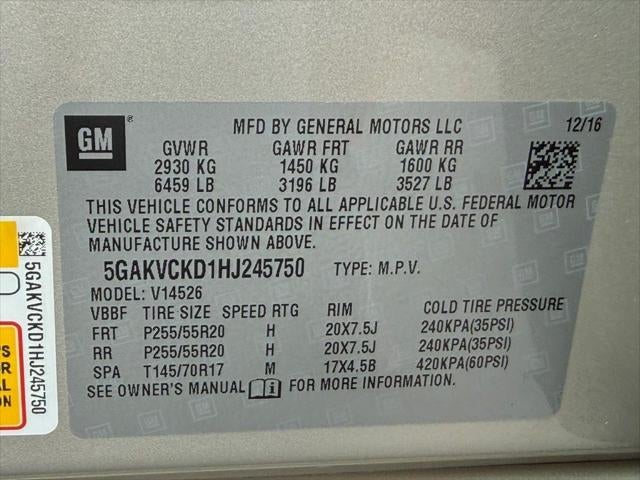 GM ®
MFD BY GENERAL MOTORS LLC 12/16
GVWR GAWR FRT GAWR RR
2930 KG 1450 KG 1600 KG
6459 LB 3196 LB 3527 LB
THIS VEHICLE CONFORMS TO ALL APPLICABLE U.S. FEDERAL MOTOR
VEHICLE SAFETY STANDARDS IN EFFECT ON THE DATE OF
MANUFACTURE SHOWN ABOVE.
5GAKVCKD1HJ245750 TYPE: M.P.V.
MODEL: V14526
VBBF TIRE SIZE SPEED RTG RIM COLD TIRE PRESSURE
FRT P255/55R20 H 20X7.5J 240KPA(35PSI)
RR P255/55R20 H 20X7.5J 240KPA(35PSI)
SPA T145/70R17 M 17X4.5B 420KPA(60PSI)
SEE OWNER'S MANUAL FOR MORE INFORMATION.
5GAKVCKD1HJ245750